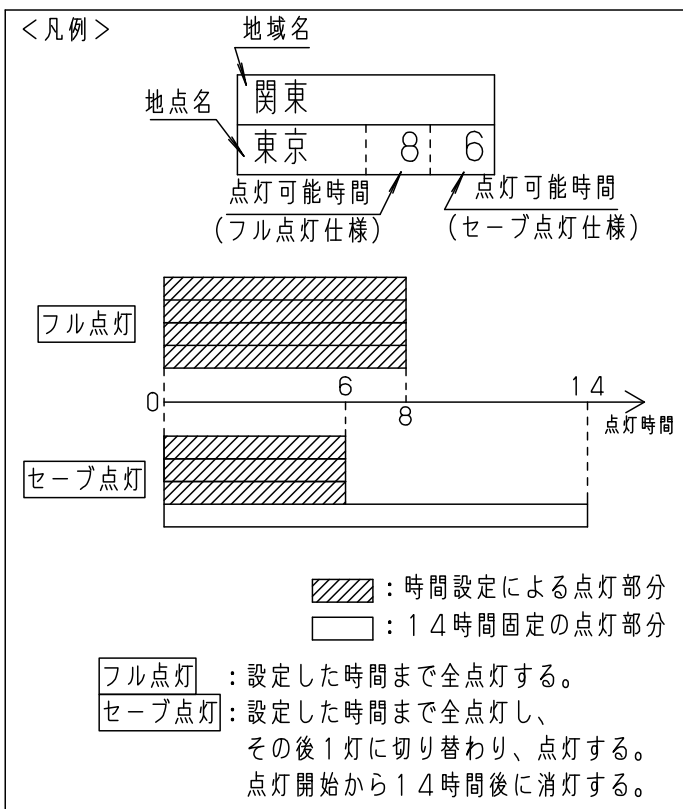 <凡例>
地域名
関東
地点名
東京 8 6
点灯可能時間
(フル点灯仕様)
点灯可能時間
(セーブ点灯仕様)
フル点灯
0 6 8 14
点灯時間
セーブ点灯
:時間設定による点灯部分
:14時間固定の点灯部分
フル点灯 :設定した時間まで全点灯する。
セーブ点灯:設定した時間まで全点灯し、
その後1灯に切り替わり、点灯する。
点灯開始から14時間後に消灯する。